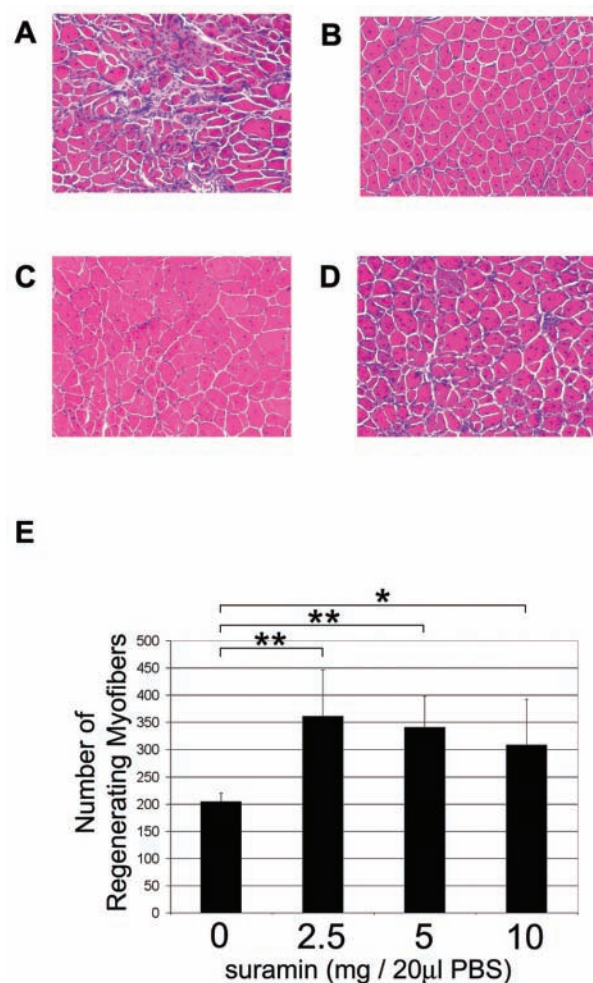 A
B
C
D
E
*
**
**
Number of
Regenerating Myofibers
500
450
400
350
300
250
200
150
100
50
0
0 2.5 5 10
suramin (mg / 20µl PBS)